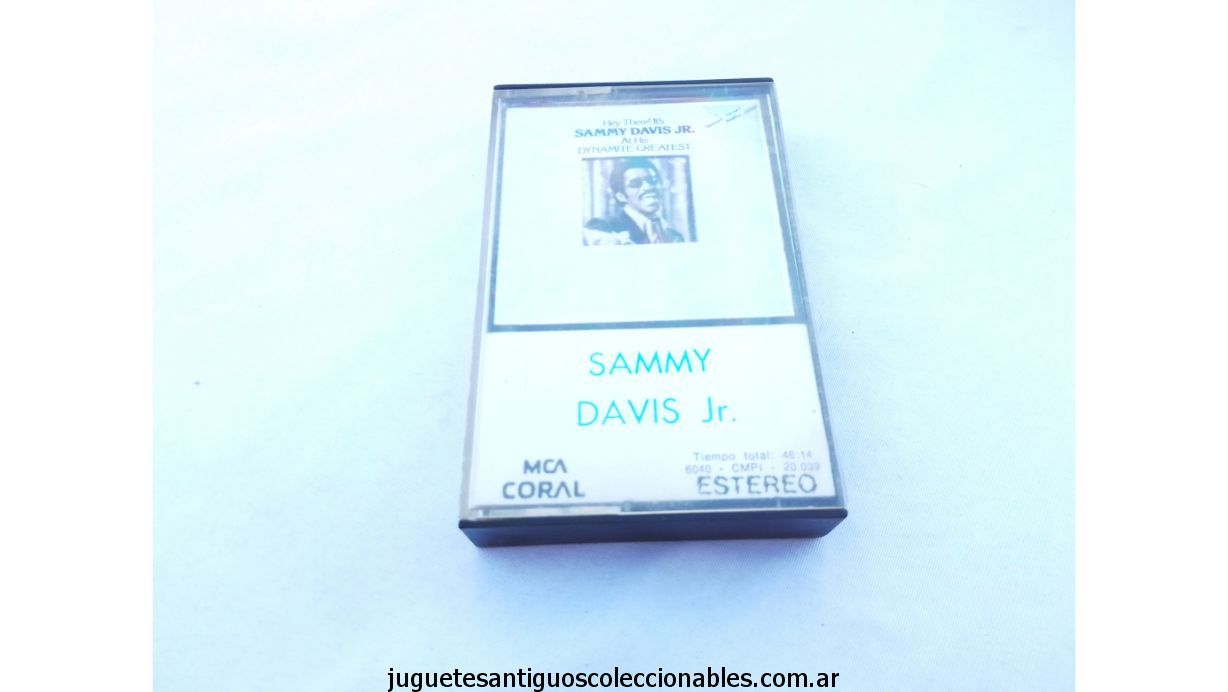 Hey There! It's
SAMMY DAVIS JR.
At His
DYNAMITE GREATEST
SAMMY
DAVIS Jr.
Tiempo total: 46:14
6040 - CMPI - 20.039
MCA
CORAL
ESTEREO
juguetesantiguoscoleccionables.com.ar